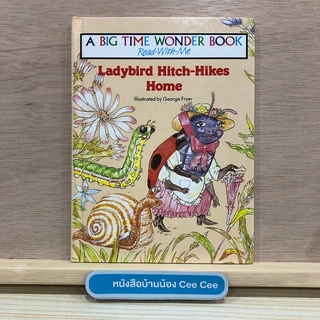 A BIG TIME WONDER BOOK
Read-With-Me
Ladybird Hitch-Hikes
Home
Illustrated by George Fryer
หนังสือบ้านน้อง Cee Cee